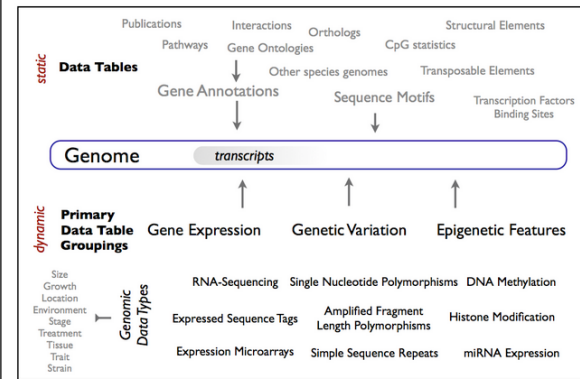 Publications
Interactions
Orthologs
Structural Elements
Pathways
Gene Ontologies
CpG statistics
static
Data Tables
Other species genomes
Transposable Elements
Gene Annotations
Sequence Motifs
Transcription Factors
Binding Sites
Genome
transcripts
dynamic
Primary
Data Table
Groupings
Gene Expression
Genetic Variation
Epigenetic Features
Size
Growth
Location
Environment
Stage
Treatment
Tissue
Trait
Strain
Genomic
Data Types
RNA-Sequencing
Single Nucleotide Polymorphisms
DNA Methylation
Expressed Sequence Tags
Amplified Fragment
Length Polymorphisms
Histone Modification
Expression Microarrays
Simple Sequence Repeats
miRNA Expression